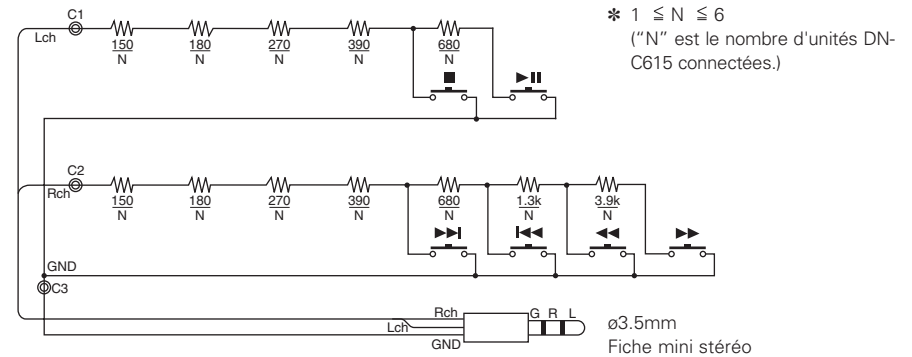 C1
Lch
150
N
180
N
270
N
390
N
680
N
✱ 1 ≦ N ≦ 6
("N" est le nombre d'unités DN-
C615 connectées.)
C2
Rch
150
N
180
N
270
N
390
N
680
N
1.3k
N
3.9k
N
GND
C3
Rch
Lch
GND
G R L
ø3.5mm
Fiche mini stéréo